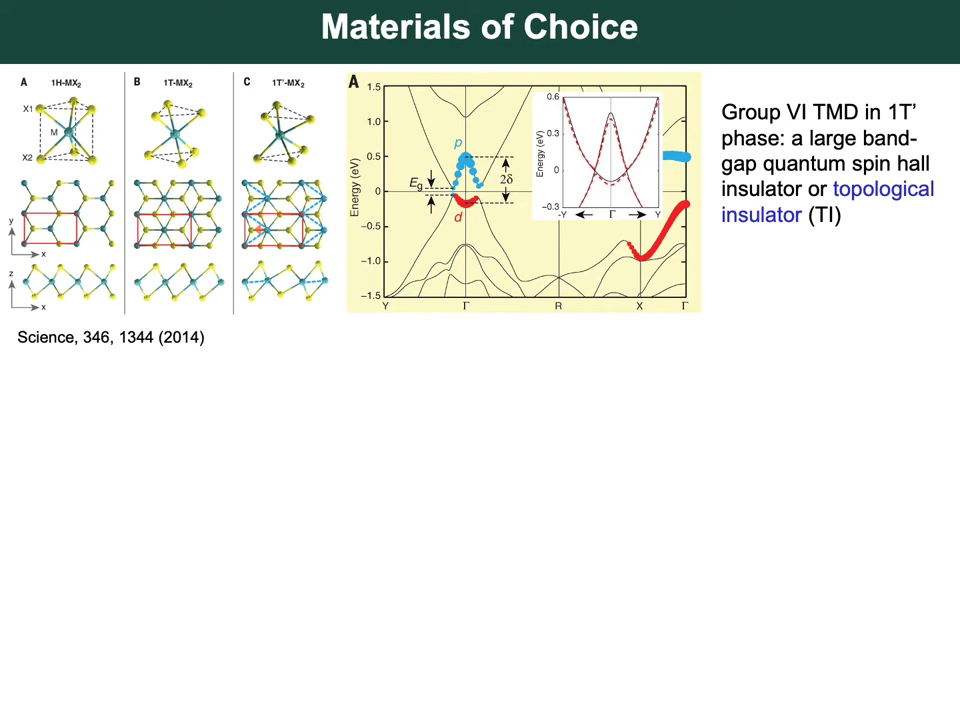 Materials of Choice
A
1H-MX2
B
1T-MX2
C
1T'-MX2
X1
M
X2
y
x
z
x
Science, 346, 1344 (2014)
A
1.5
1.0
0.5
0
−0.5
−1.0
−1.5
Energy (eV)
Y
Γ
R
X
Γ
p
Eg
2δ
d
0.6
0.3
0
−0.3
Energy (eV)
-Y
Γ
Y
Group VI TMD in 1T’
phase: a large band-
gap quantum spin hall
insulator or topological
insulator (TI)